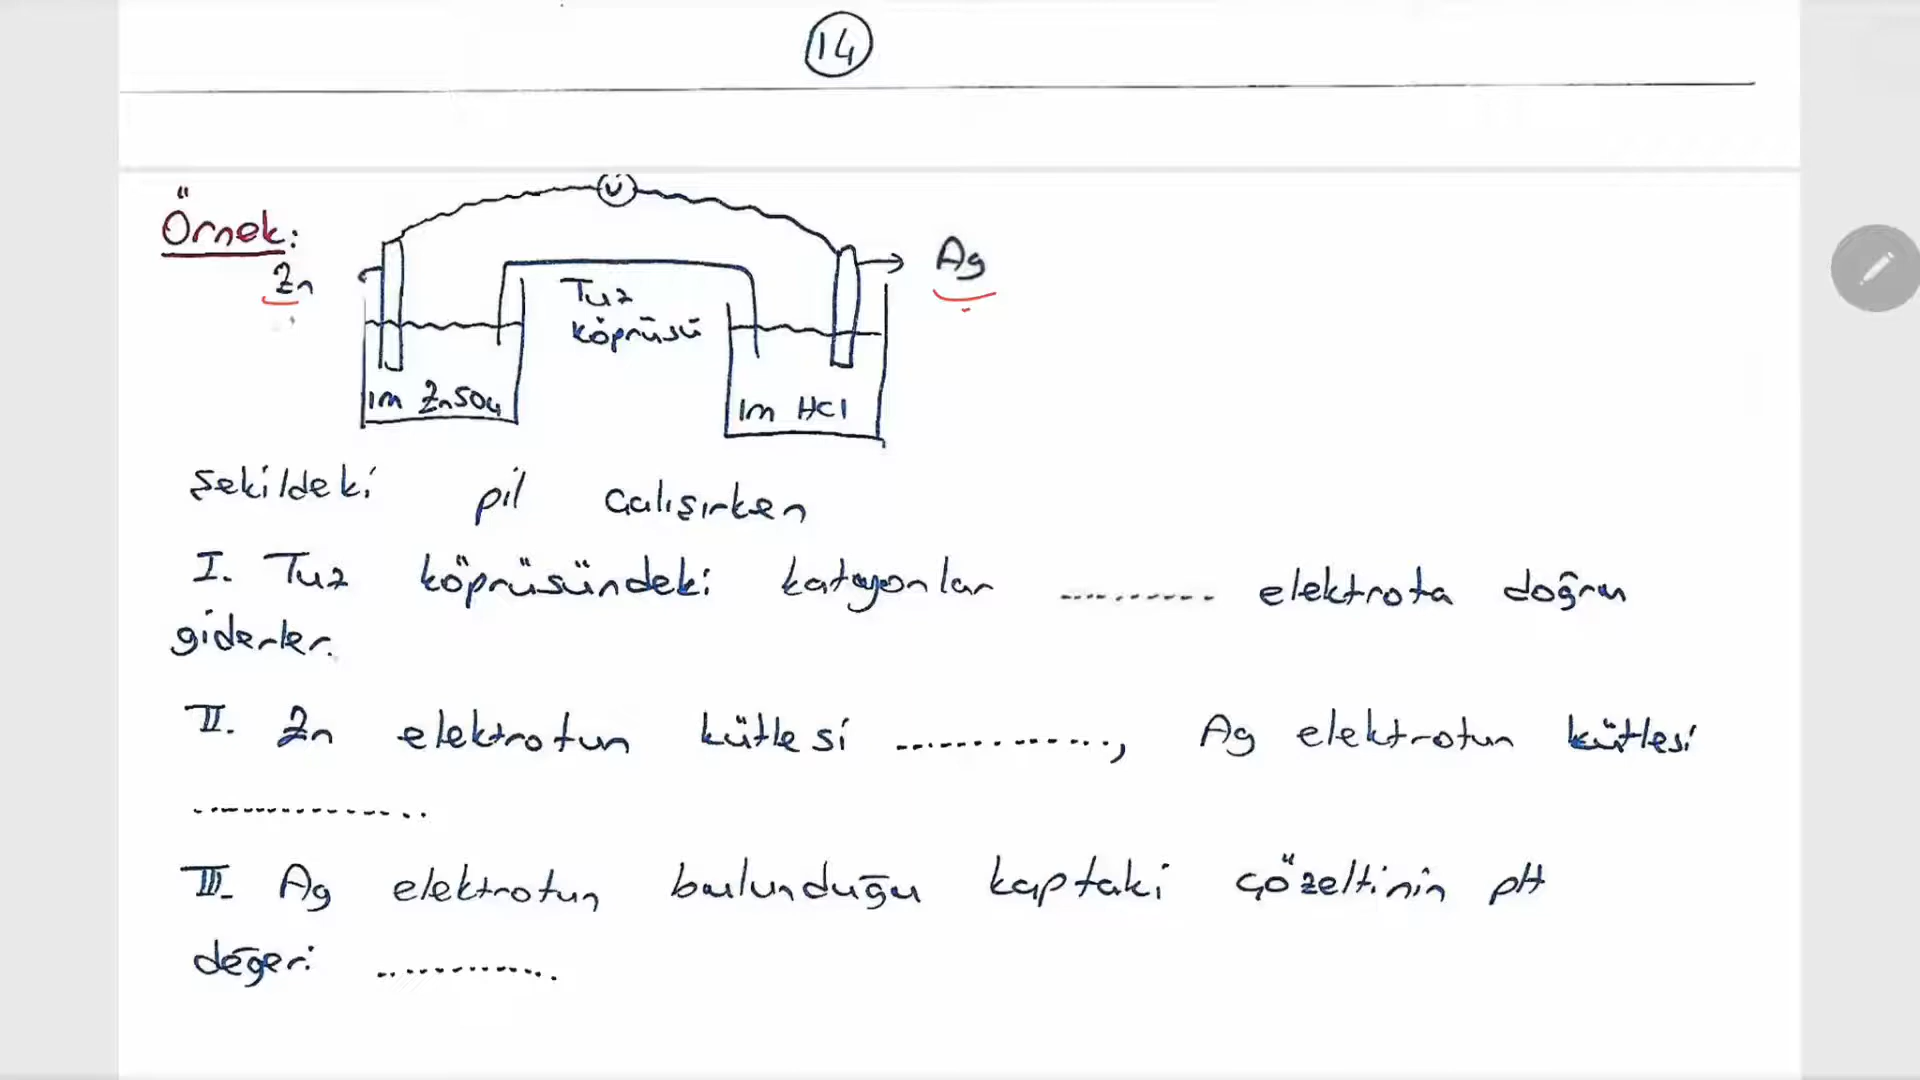 14
Örnek:
Zn
V
Ag
Tuz
köprüsü
1m ZnSO4
1m HCl
Şekildeki pil çalışırken
I. Tuz köprüsündeki katyonlar .......... elektrota doğru
giderler.
II. Zn elektrotun kütlesi .............., Ag elektrotun kütlesi
...............
III. Ag elektrotun bulunduğu kaptaki çözeltinin pH
değeri ............